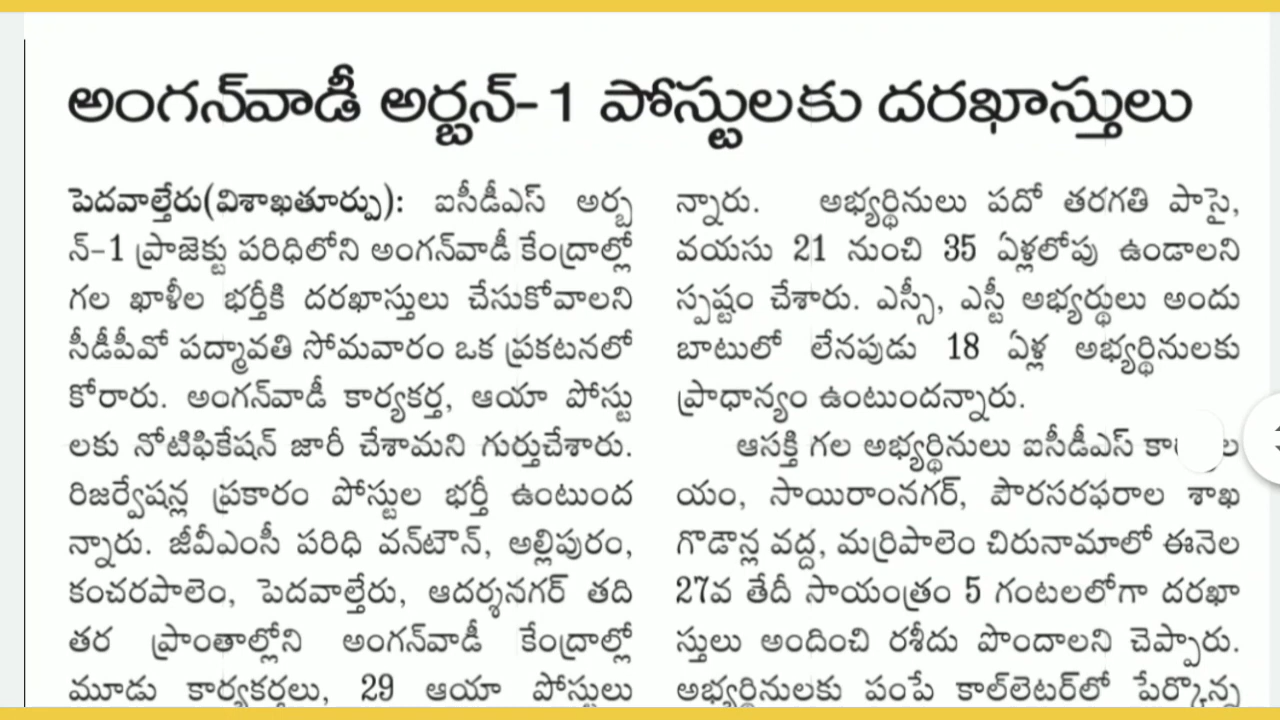 అంగన్‌వాడీ అర్బన్-1 పోస్టులకు దరఖాస్తులు
పెదవాల్తేరు(విశాఖతూర్పు): ఐసీడీఎస్ అర్బ
న్-1 ప్రాజెక్టు పరిధిలోని అంగన్‌వాడీ కేంద్రాల్లో
గల ఖాళీల భర్తీకి దరఖాస్తులు చేసుకోవాలని
సీడీపీవో పద్మావతి సోమవారం ఒక ప్రకటనలో
కోరారు. అంగన్‌వాడీ కార్యకర్త, ఆయా పోస్టు
లకు నోటిఫికేషన్ జారీ చేశామని గుర్తుచేశారు.
రిజర్వేషన్ల ప్రకారం పోస్టుల భర్తీ ఉంటుంద
న్నారు. జీవీఎంసీ పరిధి వన్‌టౌన్, అల్లిపురం,
కంచరపాలెం, పెదవాల్తేరు, ఆదర్శనగర్ తది
తర ప్రాంతాల్లోని అంగన్‌వాడీ కేంద్రాల్లో
మూడు కార్యకర్తలు, 29 ఆయా పోస్టులు
న్నారు. అభ్యర్థినులు పదో తరగతి పాసై,
వయసు 21 నుంచి 35 ఏళ్లలోపు ఉండాలని
స్పష్టం చేశారు. ఎస్సీ, ఎస్టీ అభ్యర్థులు అందు
బాటులో లేనపుడు 18 ఏళ్ల అభ్యర్థినులకు
ప్రాధాన్యం ఉంటుందన్నారు.
ఆసక్తి గల అభ్యర్థినులు ఐసీడీఎస్
యం, సాయిరాంనగర్, పౌరసరఫరాల శాఖ
గొడౌన్ల వద్ద, మర్రిపాలెం చిరునామాలో ఈనెల
27వ తేదీ సాయంత్రం 5 గంటలలోగా దరఖా
స్తులు అందించి రశీదు పొందాలని చెప్పారు.
అభ్యర్థినులకు పంపే కాల్‌లెటర్‌లో పేర్కొన్న